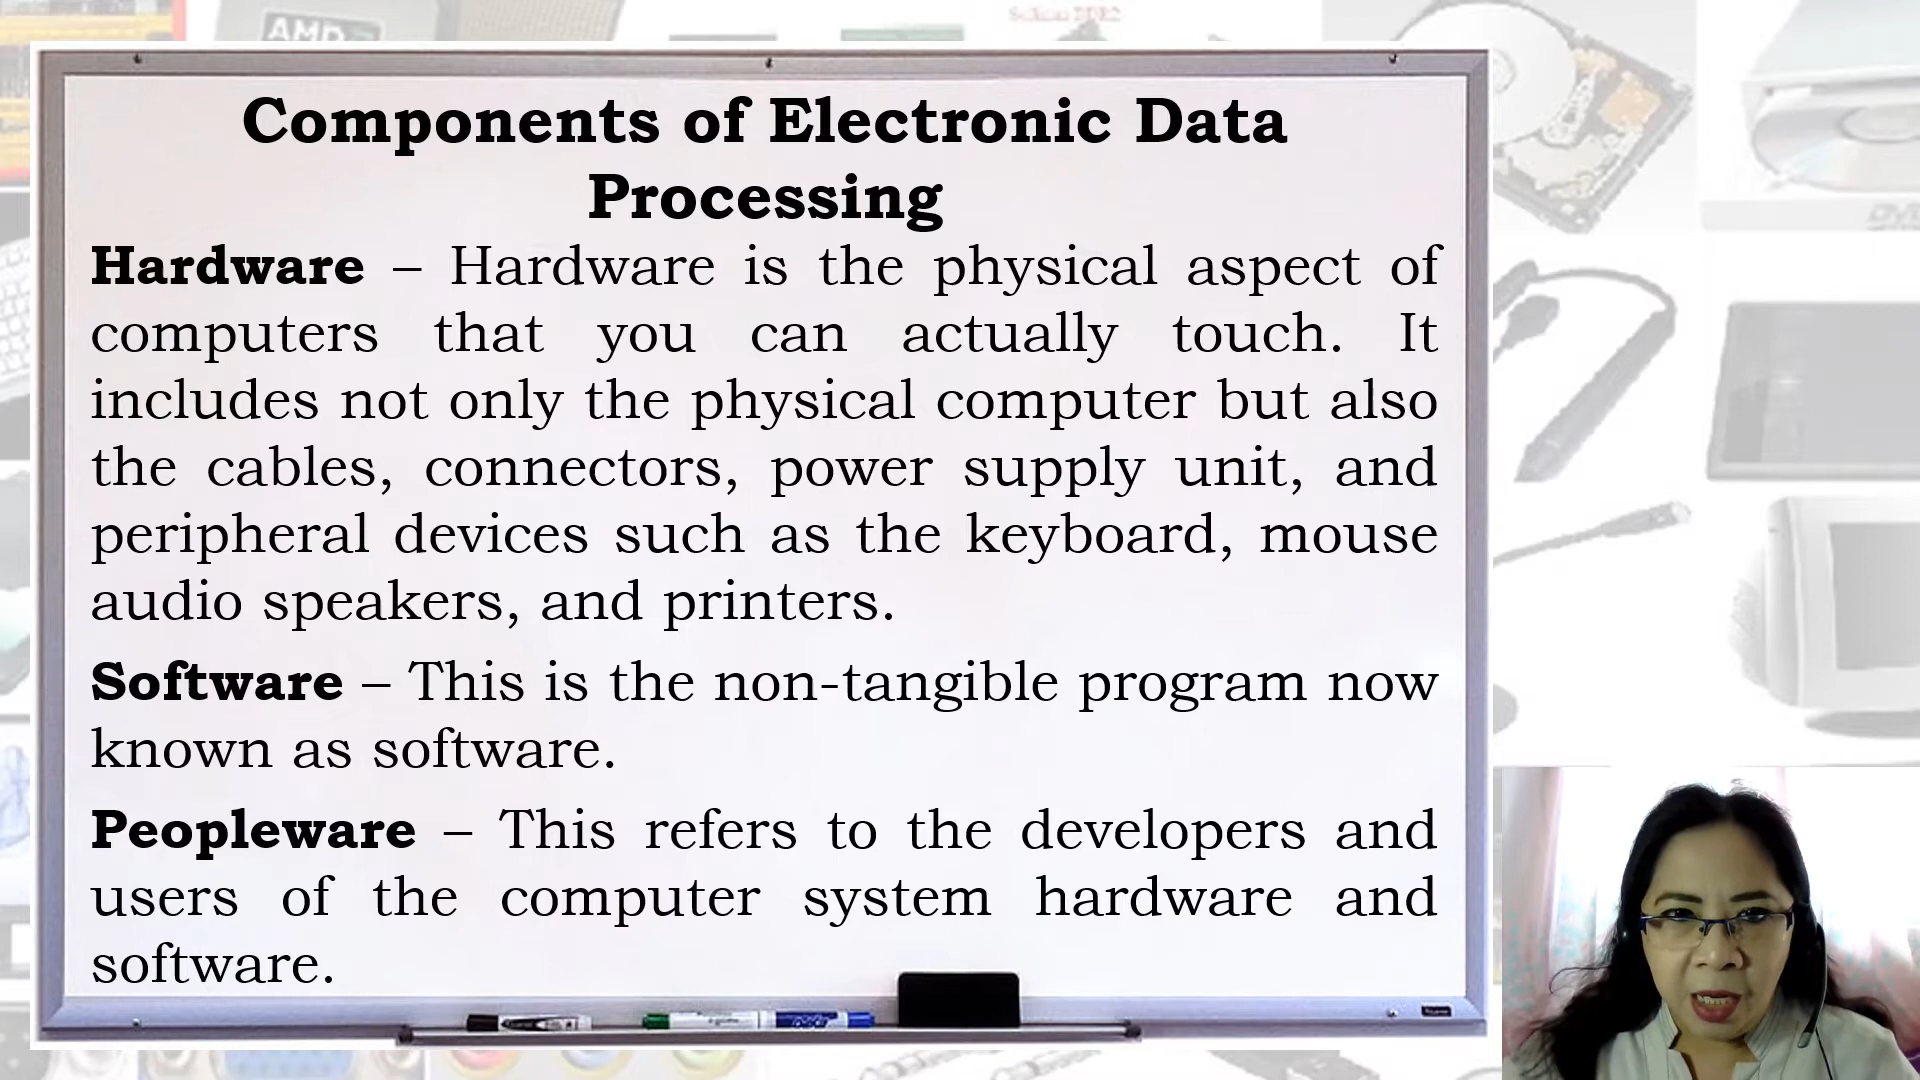 AMD
Components of Electronic Data
Processing
Hardware – Hardware is the physical aspect of
computers that you can actually touch. It
includes not only the physical computer but also
the cables, connectors, power supply unit, and
peripheral devices such as the keyboard, mouse
audio speakers, and printers.
Software – This is the non-tangible program now
known as software.
Peopleware – This refers to the developers and
users of the computer system hardware and
software.